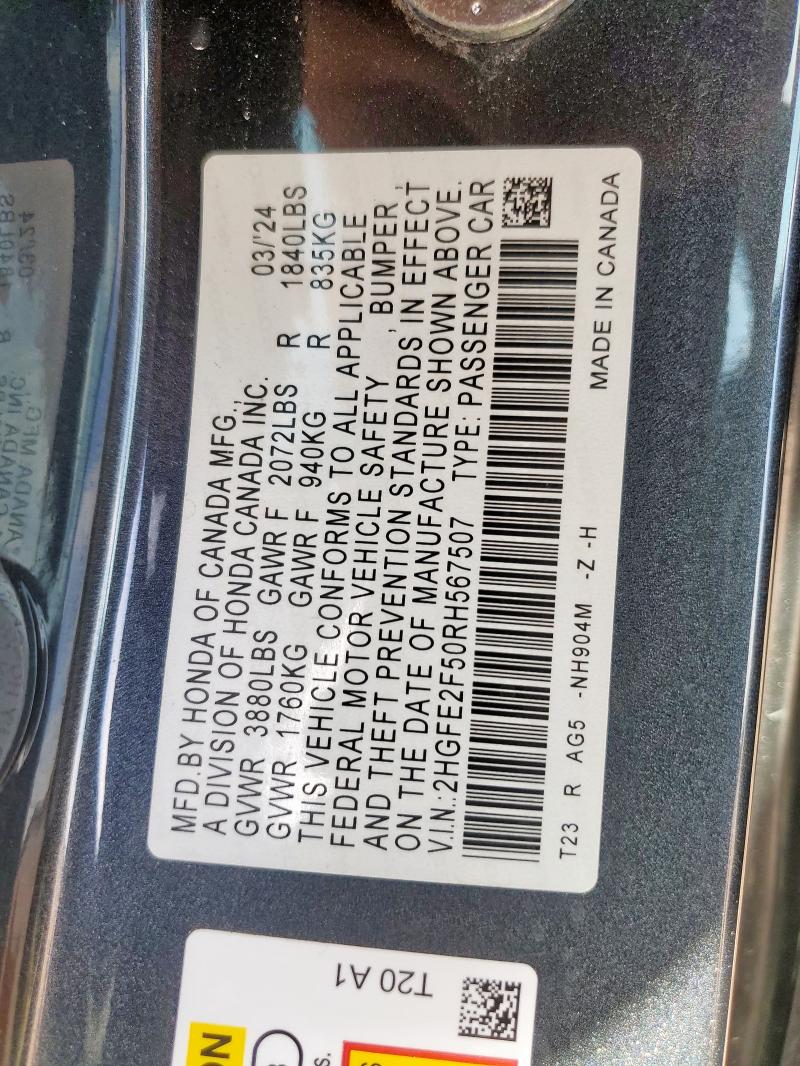 MFD.BY HONDA OF CANADA MFG.,
A DIVISION OF HONDA CANADA INC. 03/'24
GVWR 3880LBS GAWR F 2072LBS R 1840LBS
GVWR 1760KG GAWR F 940KG R 835KG
THIS VEHICLE CONFORMS TO ALL APPLICABLE
FEDERAL MOTOR VEHICLE SAFETY , BUMPER ,
AND THEFT PREVENTION STANDARDS IN EFFECT
ON THE DATE OF MANUFACTURE SHOWN ABOVE.
V.I.N.:2HGFE2F50RH567507 TYPE: PASSENGER CAR
T23 R AG5 -NH904M -Z -H
MADE IN CANADA
T20 A1
ON
s.